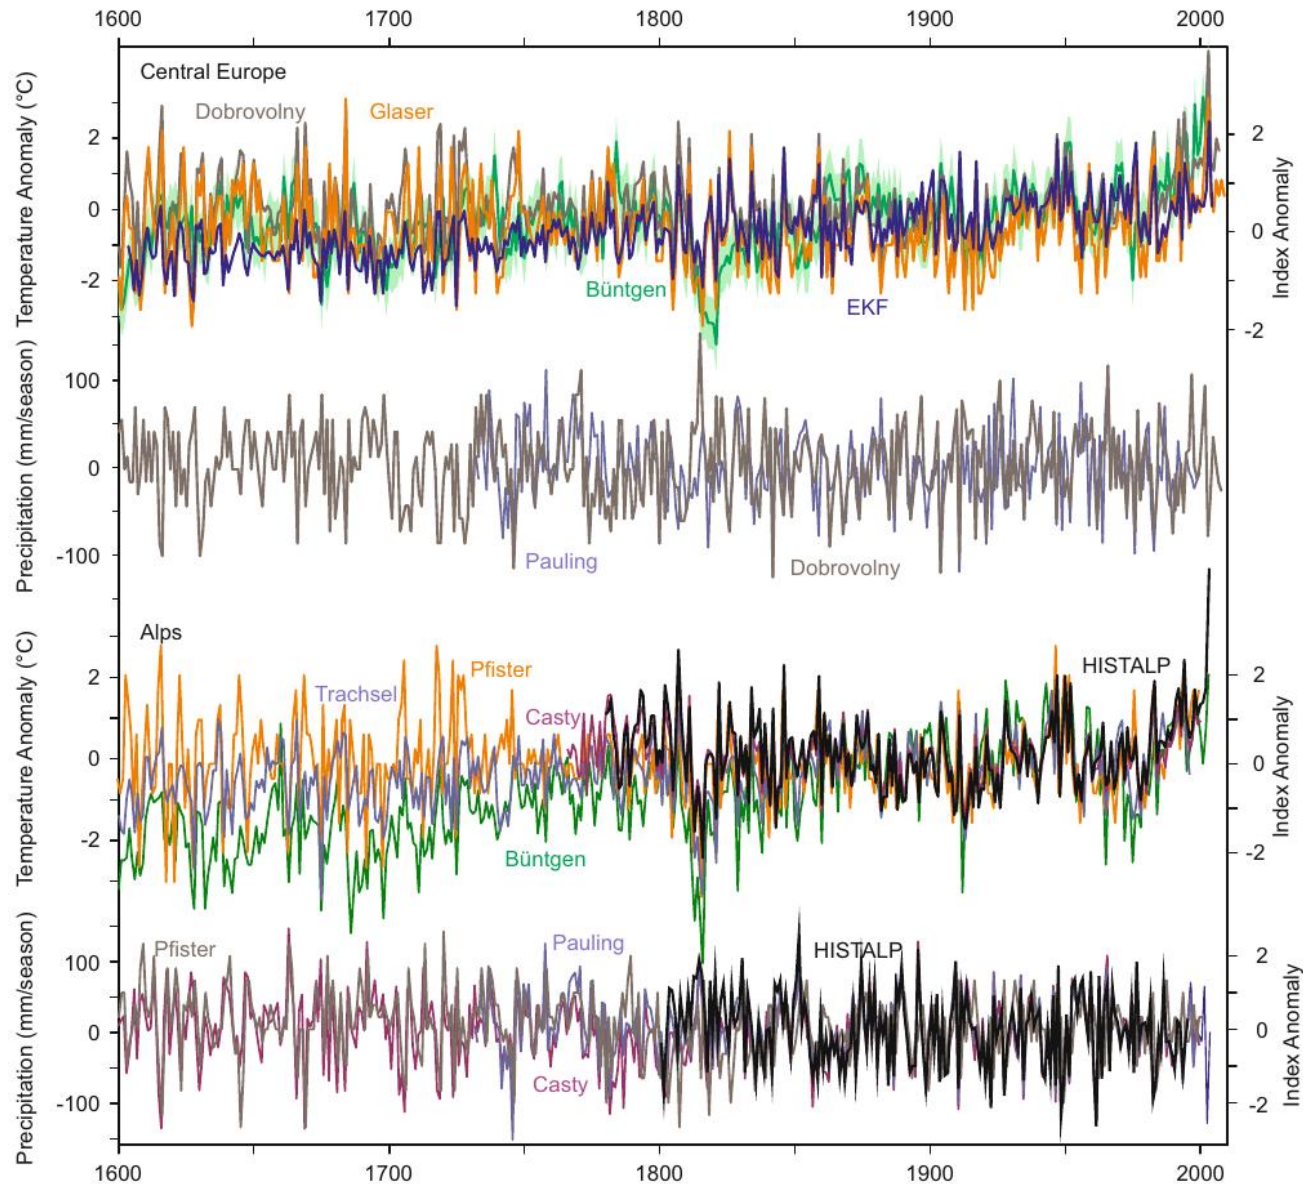 1600 1700 1800 1900 2000
Central Europe
Dobrovolny Glaser
Temperature Anomaly (°C)
2
0
-2
2
0
-2
Index Anomaly
Büntgen
EKF
Precipitation (mm/season)
100
0
-100
Pauling
Dobrovolny
Alps
Pfister
HISTALP
Trachsel
Casty
Temperature Anomaly (°C)
2
0
-2
2
0
-2
Index Anomaly
Büntgen
Pfister
Pauling
HISTALP
Precipitation (mm/season)
100
0
-100
2
0
-2
Index Anomaly
Casty
1600 1700 1800 1900 2000